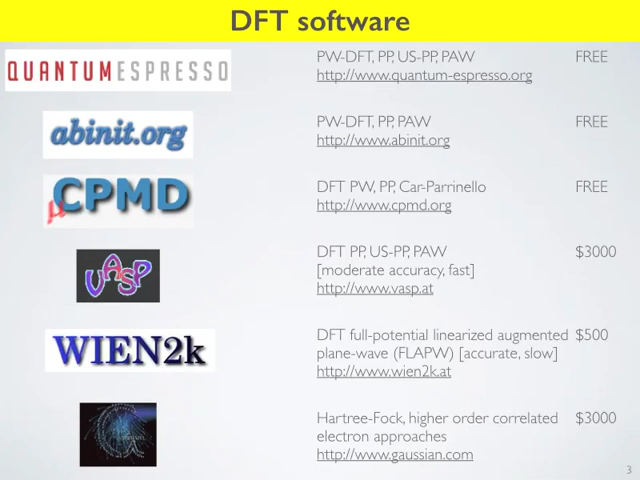 DFT software
QUANTUMESPRESSO
PW-DFT, PP, US-PP, PAW FREE
http://www.quantum-espresso.org
abinit.org
PW-DFT, PP, PAW FREE
http://www.abinit.org
μCPMD
DFT PW, PP, Car-Parrinello FREE
http://www.cpmd.org
VASP
DFT PP, US-PP, PAW $3000
[moderate accuracy, fast]
http://www.vasp.at
WIEN2k
DFT full-potential linearized augmented $500
plane-wave (FLAPW) [accurate, slow]
http://www.wien2k.at
Hartree-Fock, higher order correlated $3000
electron approaches
http://www.gaussian.com
3